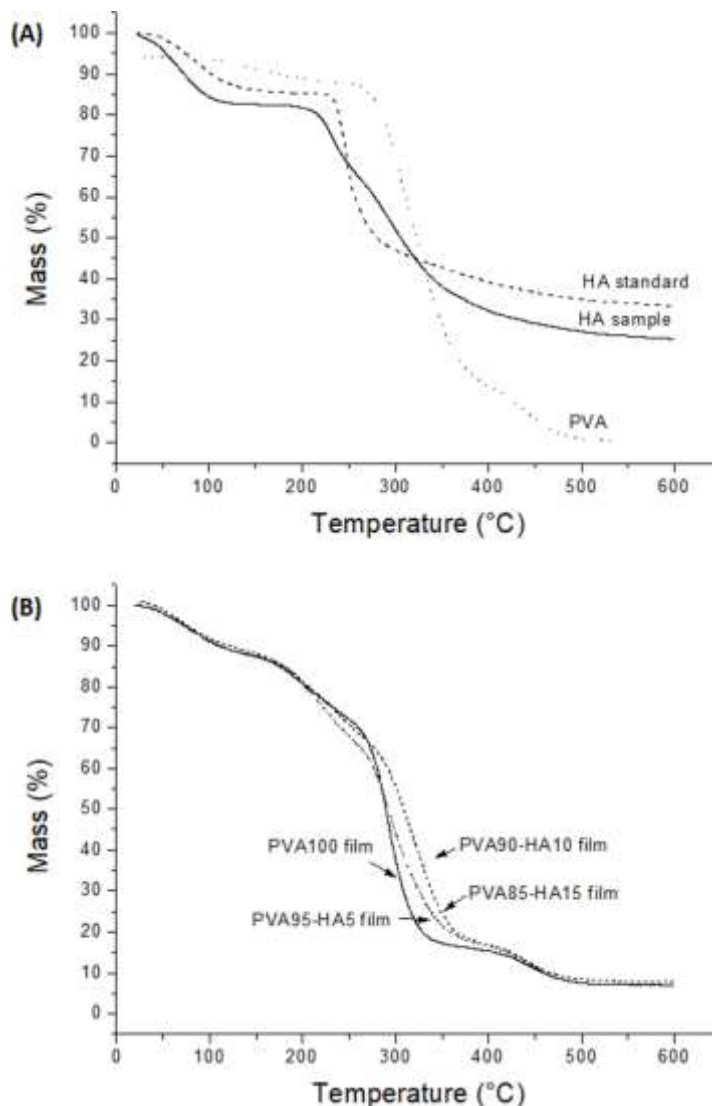 (A)
100
90
80
70
60
50
40
30
20
10
0
Mass (%)
HA standard
HA sample
PVA
0 100 200 300 400 500 600
Temperature (°C)
(B)
100
90
80
70
60
50
40
30
20
10
0
Mass (%)
PVA100 film
PVA90-HA10 film
PVA85-HA15 film
PVA95-HA5 film
0 100 200 300 400 500 600
Temperature (°C)